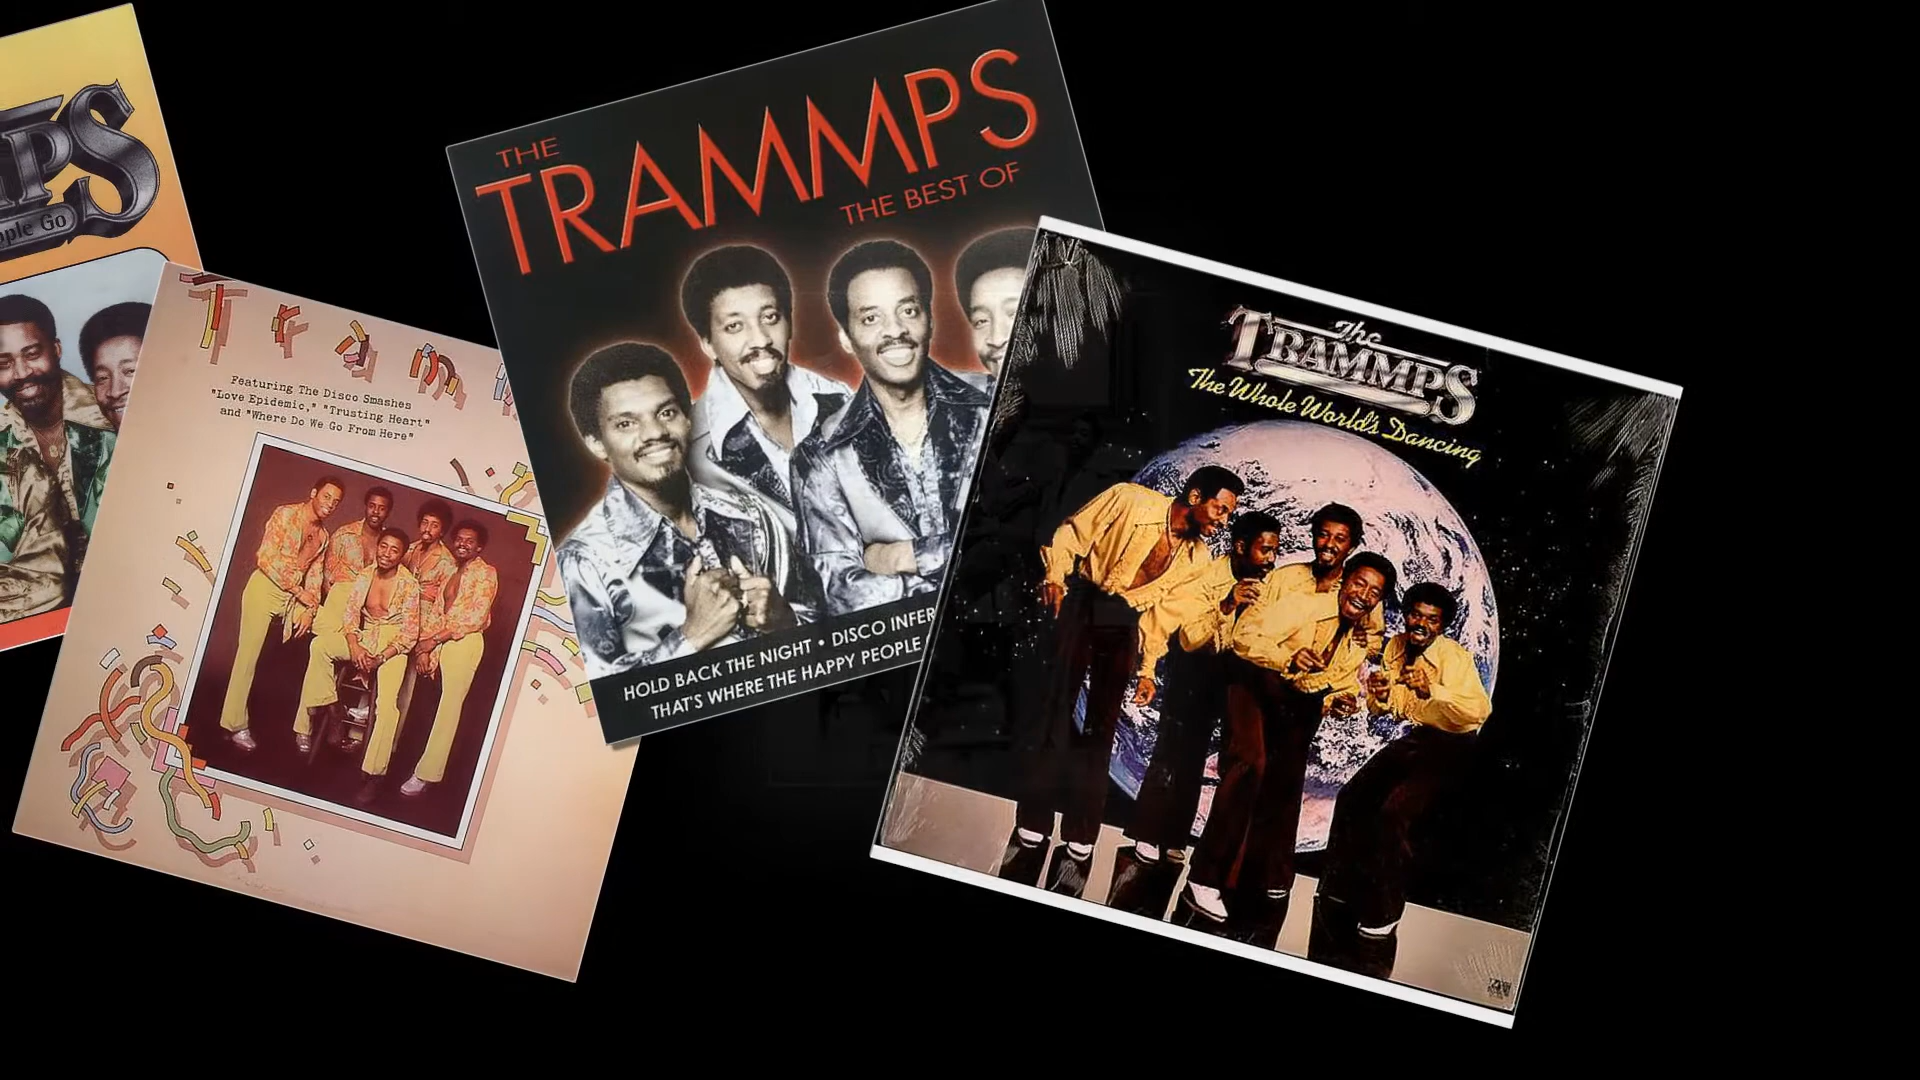 MPS
ople Go
Tram
Featuring The Disco Smashes
"Love Epidemic," "Trusting Heart"
and "Where Do We Go From Here"
THE
TRAMMPS
THE BEST OF
HOLD BACK THE NIGHT • DISCO INFER
THAT'S WHERE THE HAPPY PEOPLE
The
TRAMMPS
The Whole World's Dancing